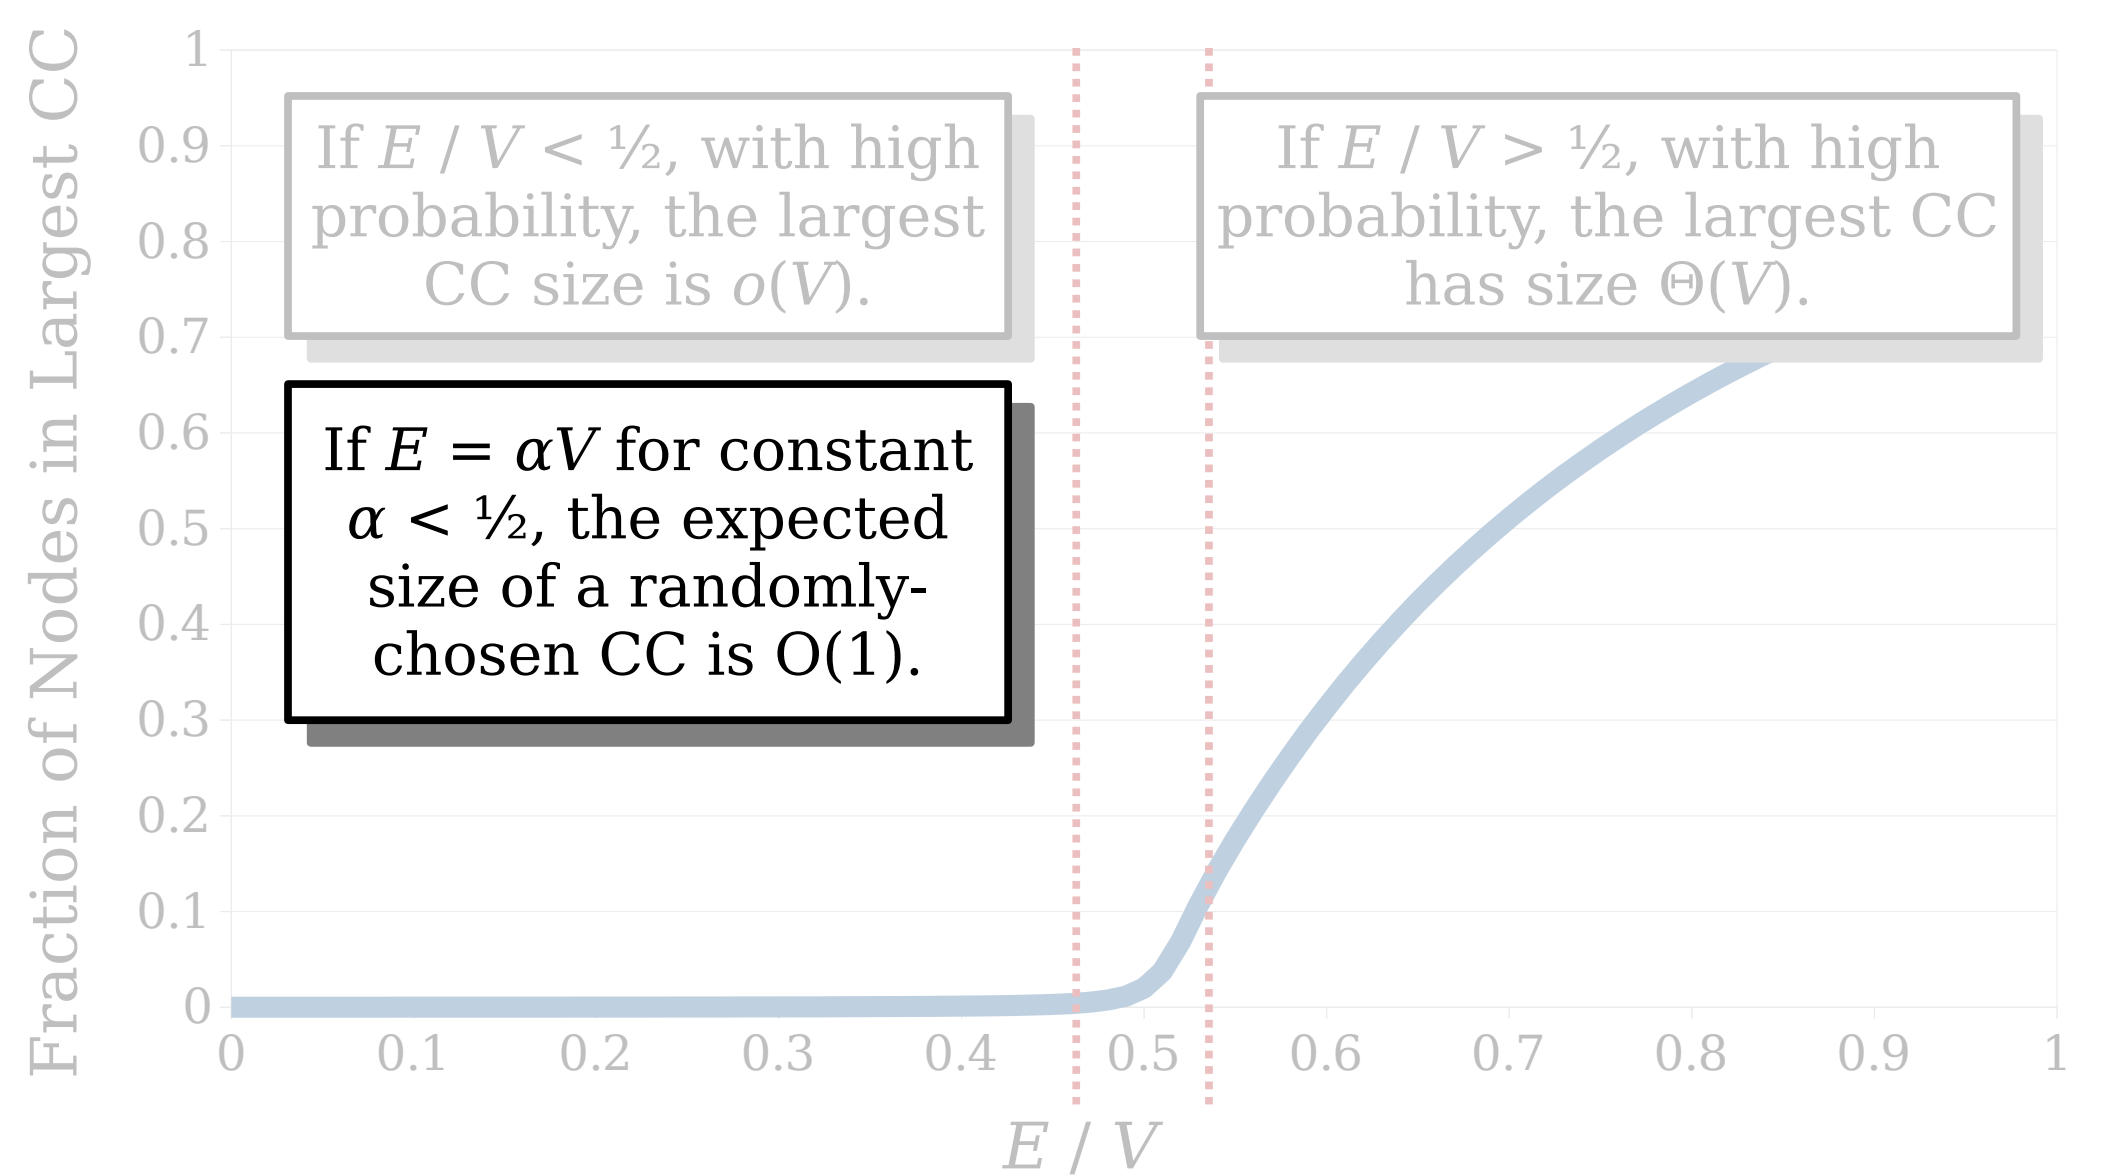 Fraction of Nodes in Largest CC
1
0.9
0.8
0.7
0.6
0.5
0.4
0.3
0.2
0.1
0
If E / V < ½, with high
probability, the largest
CC size is o(V).
If E / V > ½, with high
probability, the largest CC
has size Θ(V).
If E = αV for constant
α < ½, the expected
size of a randomly-
chosen CC is O(1).
0 0.1 0.2 0.3 0.4 0.5 0.6 0.7 0.8 0.9 1
E / V